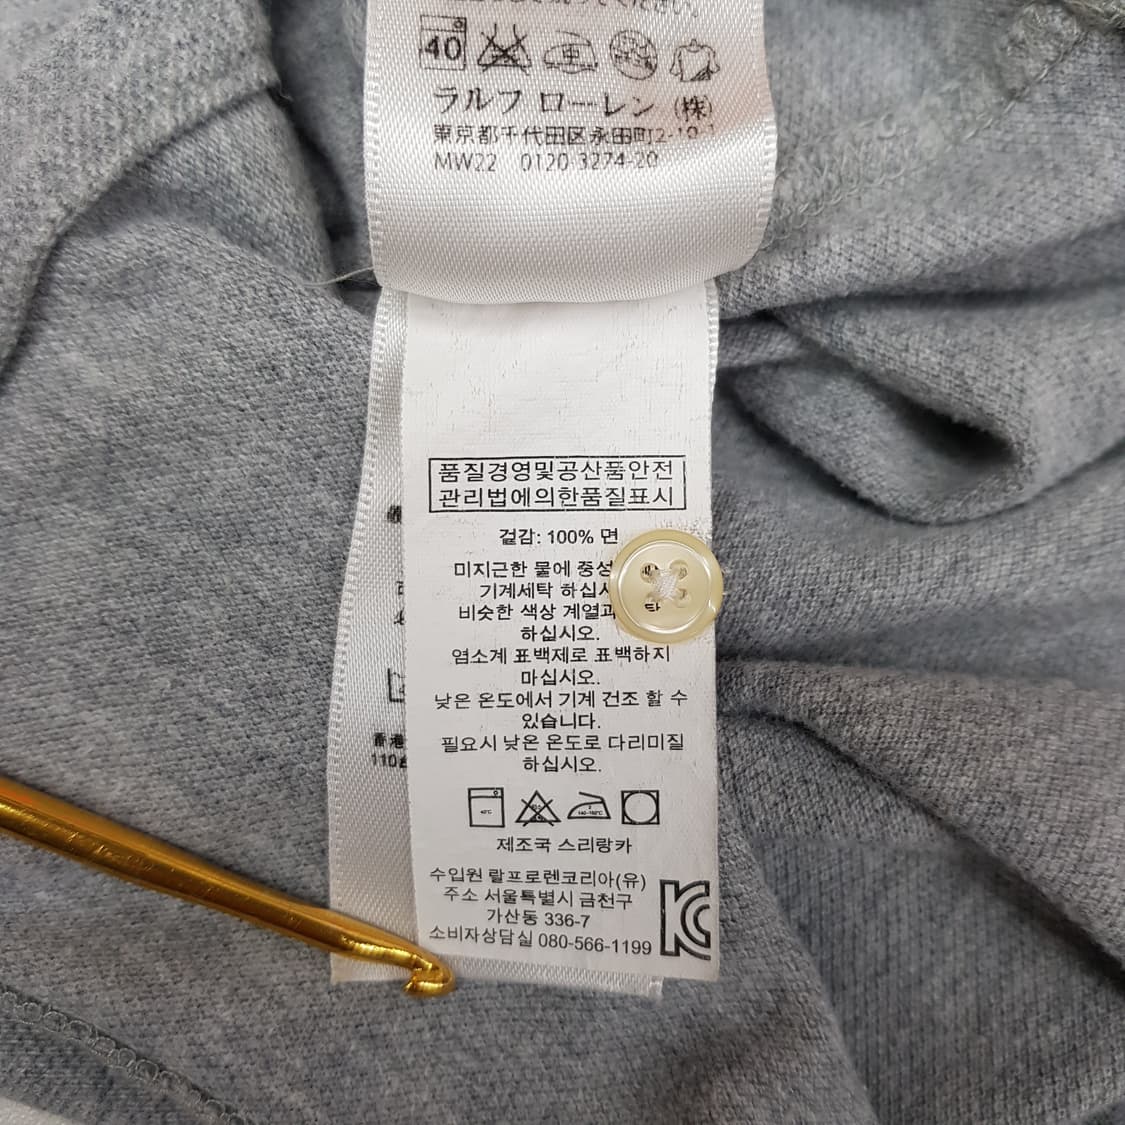 40
ラルフ ローレン (株)
東京都千代田区永田町2-10-1
MW22 0120 3274-20
품질경영및공산품안전
관리법에의한품질표시
겉감: 100% 면
미지근한 물에 중성
기계세탁 하십시
비슷한 색상 계열과 탁
하십시오.
염소계 표백제로 표백하지
마십시오.
낮은 온도에서 기계 건조 할 수
있습니다.
필요시 낮은 온도로 다리미질
하십시오.
제조국 스리랑카
수입원 랄프로렌코리아(유)
주소 서울특별시 금천구
가산동 336-7
소비자상담실 080-566-1199
KC
香港
110